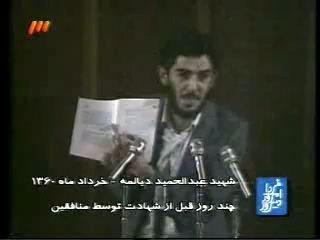 شهید عبدالحمید دیالمه - خرداد ماه ۱۳۶۰
چند روز قبل از شهادت توسط منافقین